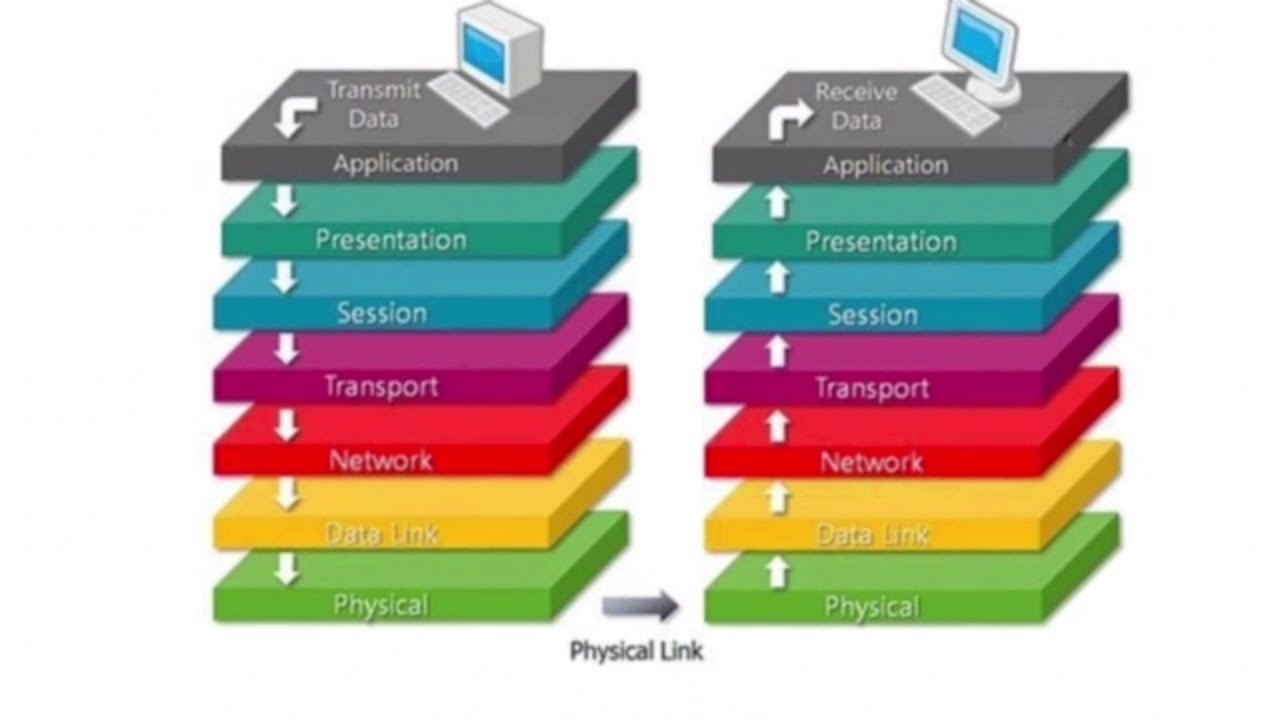 Transmit
Data
Application
Presentation
Session
Transport
Network
Data Link
Physical
Receive
Data
Application
Presentation
Session
Transport
Network
Data Link
Physical
Physical Link